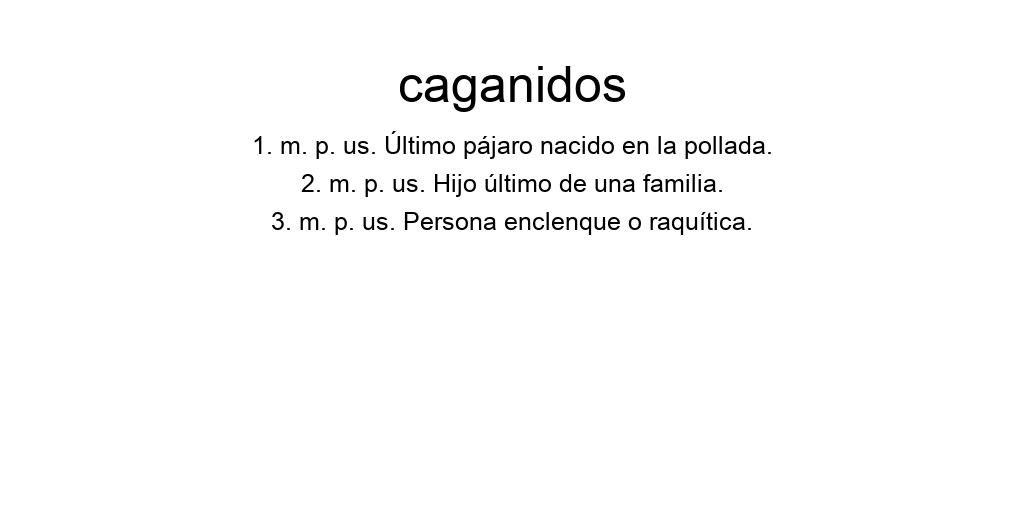 caganidos
1. m. p. us. Último pájaro nacido en la pollada.
2. m. p. us. Hijo último de una familia.
3. m. p. us. Persona enclenque o raquítica.